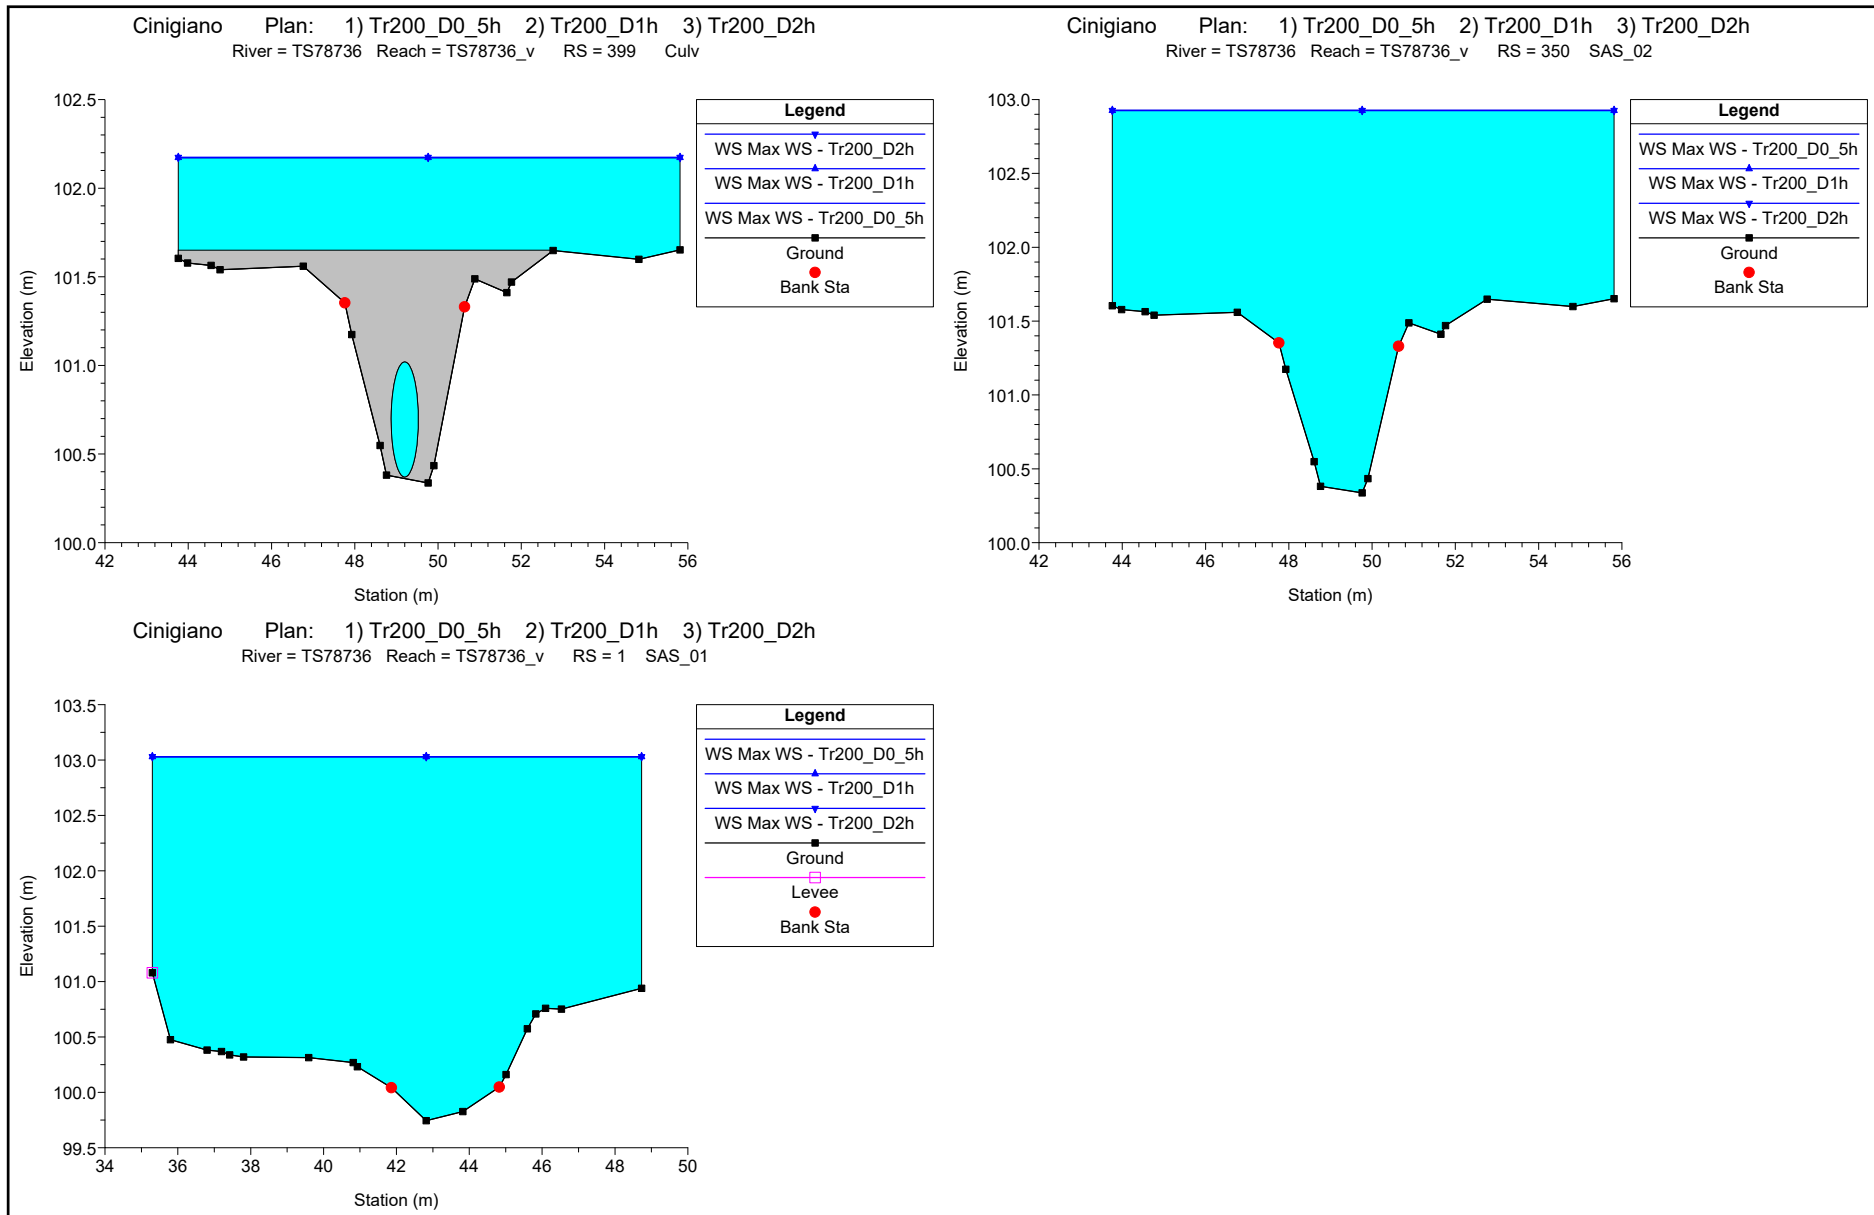 Cinigiano Plan: 1) Tr200_D0_5h 2) Tr200_D1h 3) Tr200_D2h
River = TS78736 Reach = TS78736_v RS = 399 Culv
102.5
102.0
101.5
101.0
100.5
100.0
Elevation (m)
42 44 46 48 50 52 54 56
Station (m)
Legend
WS Max WS - Tr200_D2h
WS Max WS - Tr200_D1h
WS Max WS - Tr200_D0_5h
Ground
Bank Sta
Cinigiano Plan: 1) Tr200_D0_5h 2) Tr200_D1h 3) Tr200_D2h
River = TS78736 Reach = TS78736_v RS = 350 SAS_02
103.0
102.5
102.0
101.5
101.0
100.5
100.0
Elevation (m)
42 44 46 48 50 52 54 56
Station (m)
Legend
WS Max WS - Tr200_D0_5h
WS Max WS - Tr200_D1h
WS Max WS - Tr200_D2h
Ground
Bank Sta
Cinigiano Plan: 1) Tr200_D0_5h 2) Tr200_D1h 3) Tr200_D2h
River = TS78736 Reach = TS78736_v RS = 1 SAS_01
103.5
103.0
102.5
102.0
101.5
101.0
100.5
100.0
99.5
Elevation (m)
34 36 38 40 42 44 46 48 50
Station (m)
Legend
WS Max WS - Tr200_D0_5h
WS Max WS - Tr200_D1h
WS Max WS - Tr200_D2h
Ground
Levee
Bank Sta